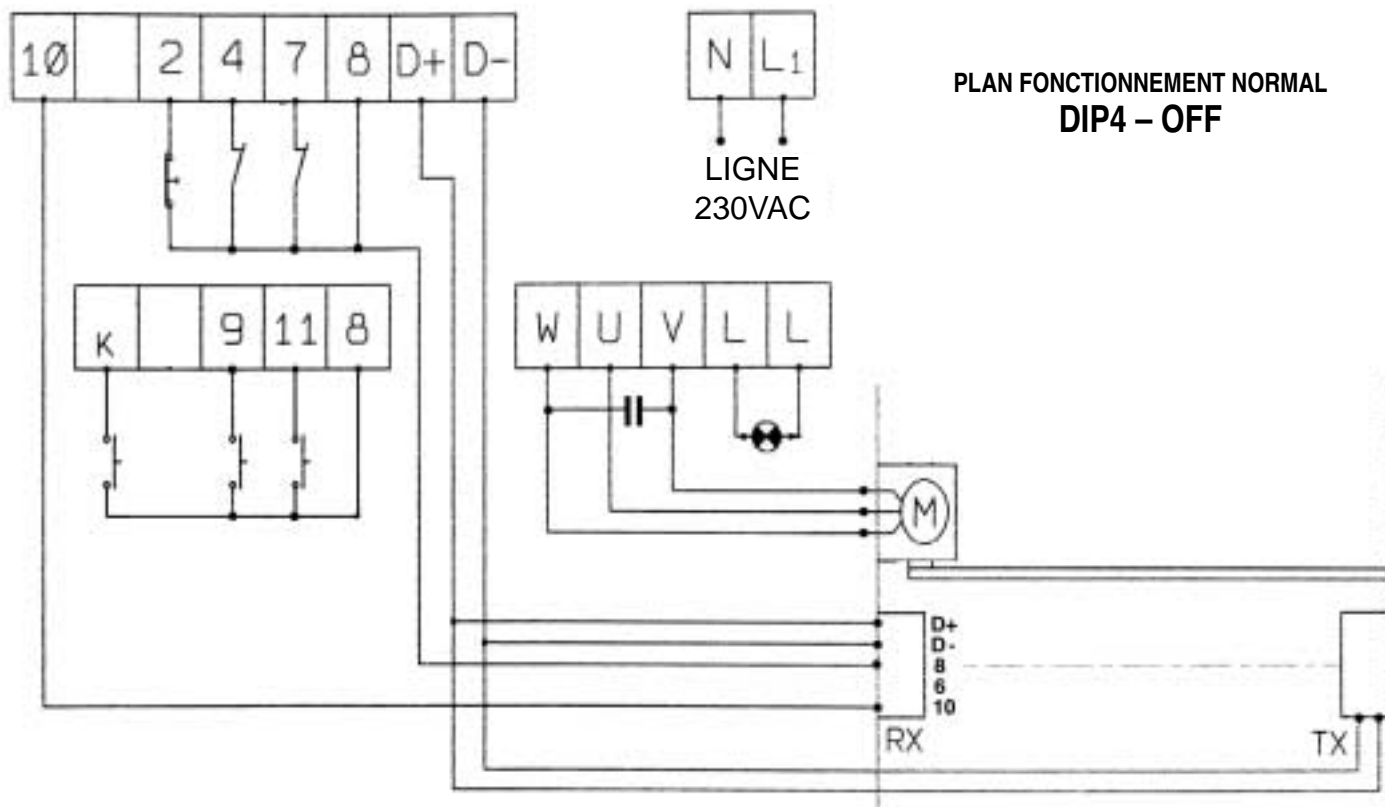 10 2 4 7 8 D+ D-
N L1
PLAN FONCTIONNEMENT NORMAL
DIP4 – OFF
LIGNE
230VAC
K 9 11 8
W U V L L
M
D+
D-
8
6
10
RX
TX